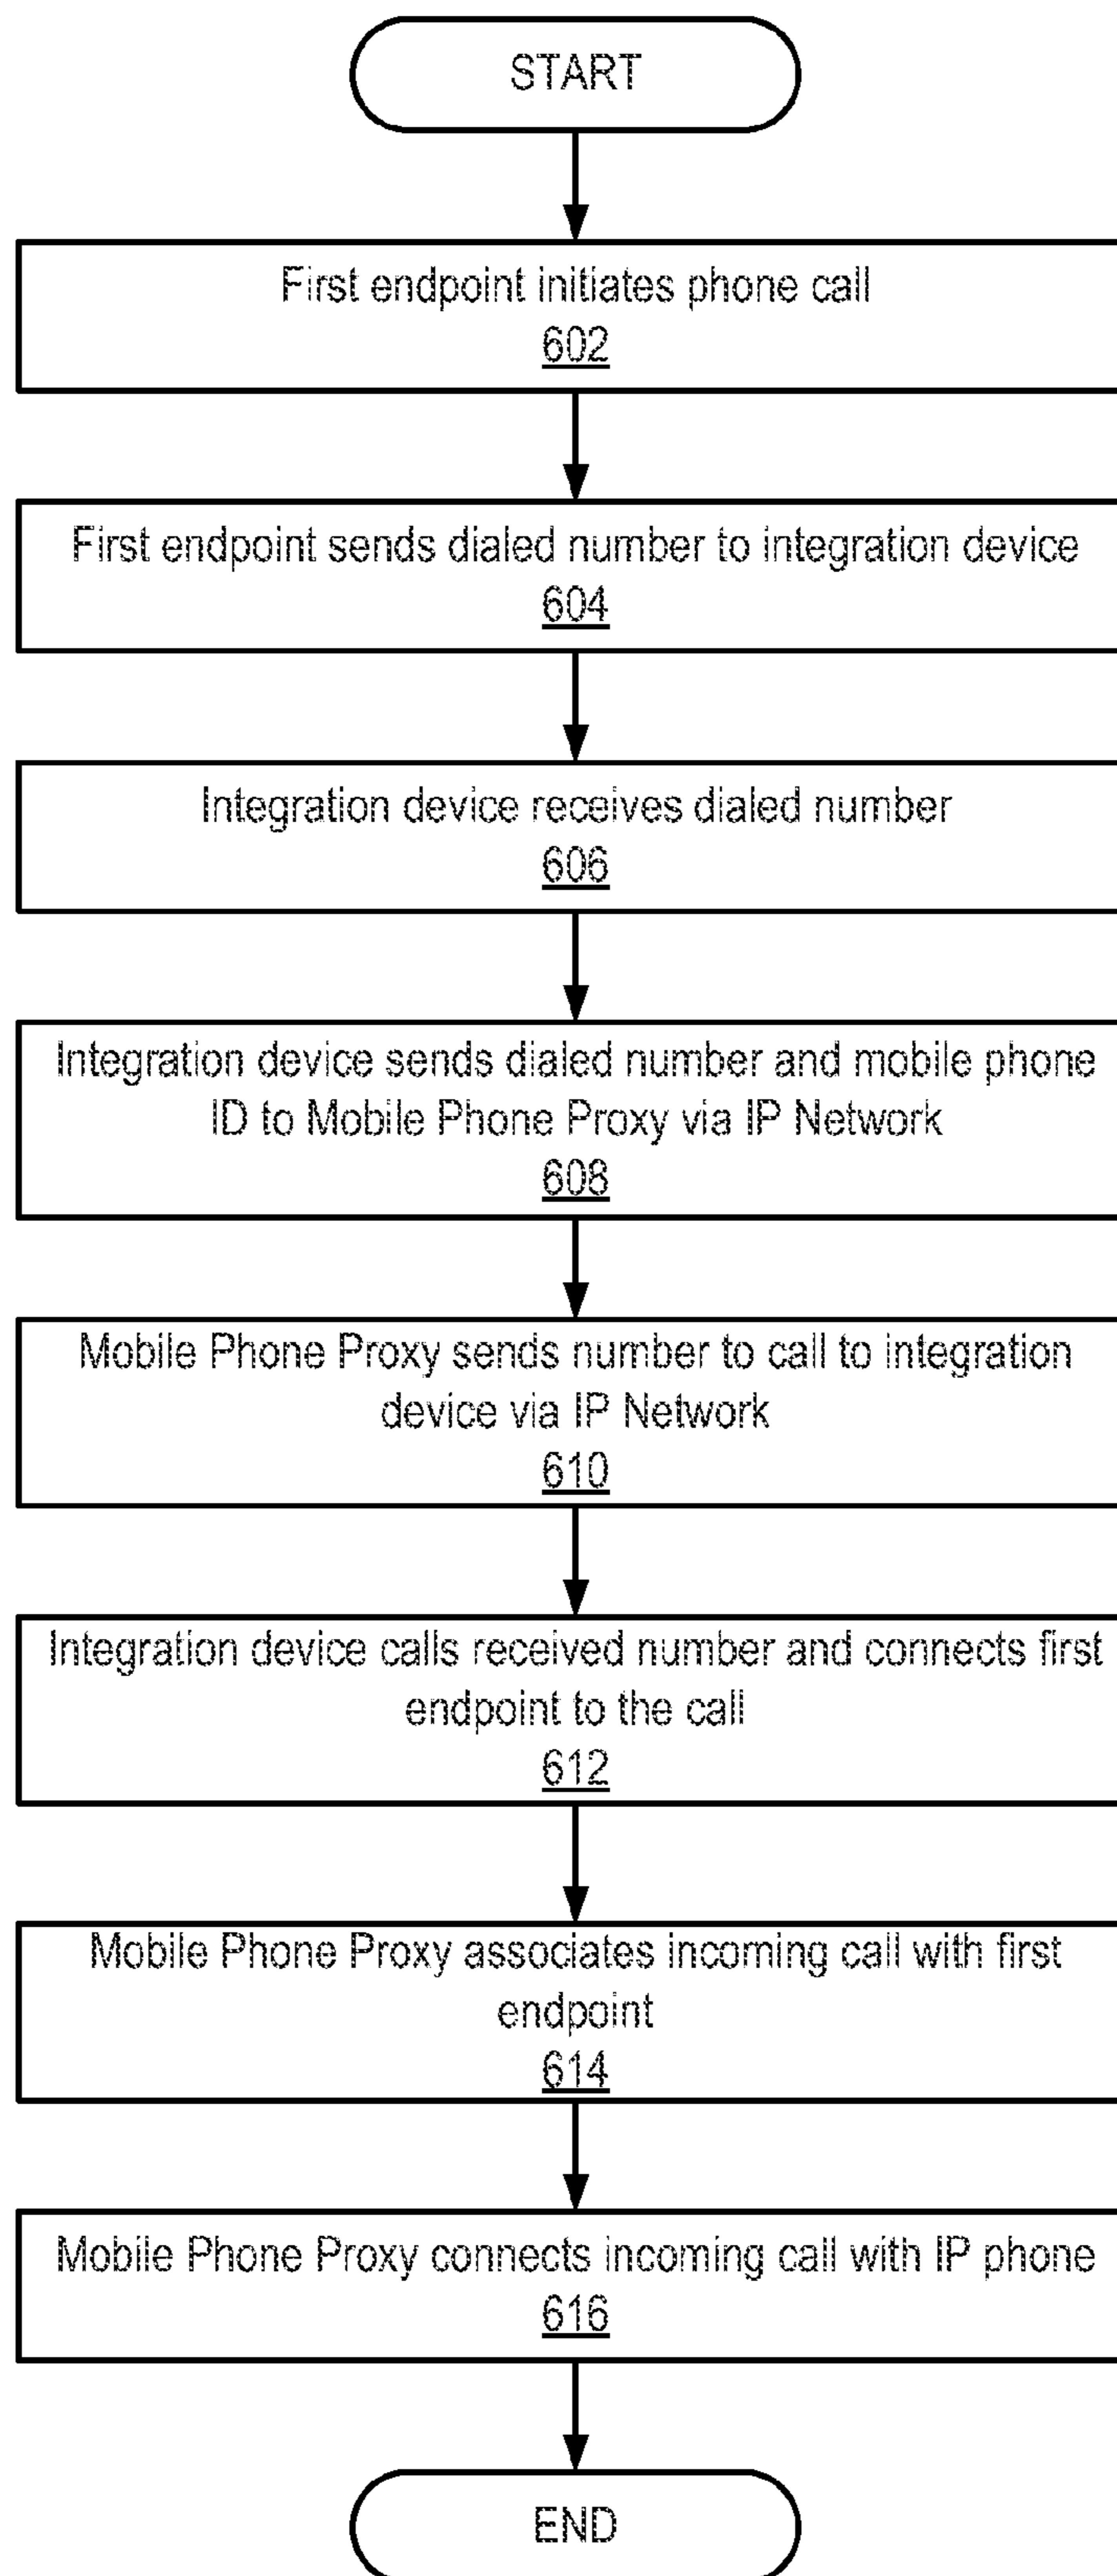 START
First endpoint initiates phone call
602
First endpoint sends dialed number to integration device
604
Integration device receives dialed number
606
Integration device sends dialed number and mobile phone
ID to Mobile Phone Proxy via IP Network
608
Mobile Phone Proxy sends number to call to integration
device via IP Network
610
Integration device calls received number and connects first
endpoint to the call
612
Mobile Phone Proxy associates incoming call with first
endpoint
614
Mobile Phone Proxy connects incoming call with IP phone
616
END